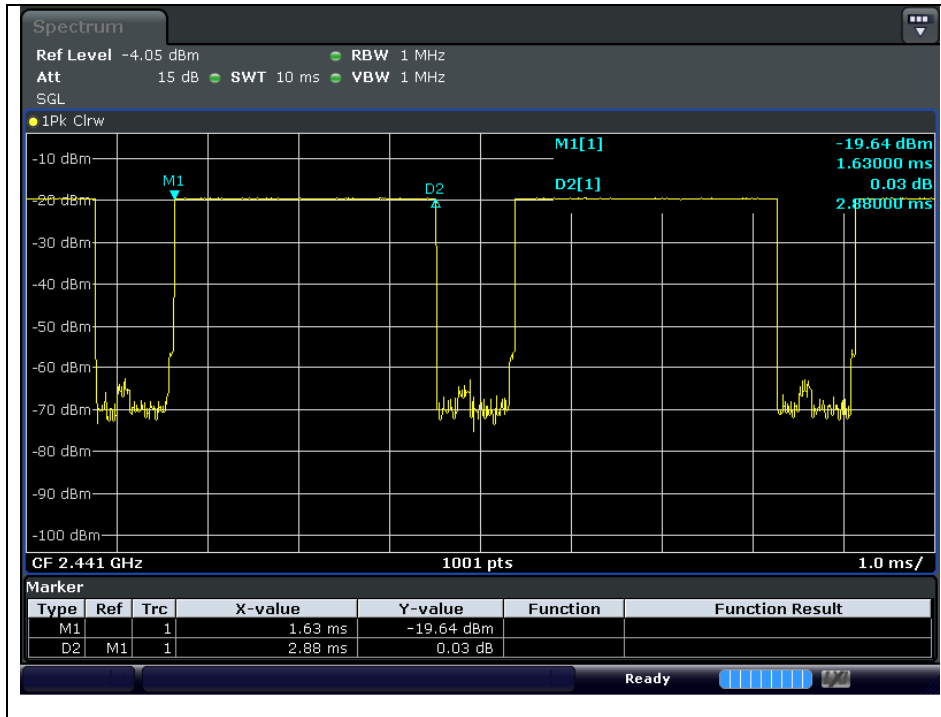 Spectrum
Ref Level -4.05 dBm RBW 1 MHz
Att 15 dB SWT 10 ms VBW 1 MHz
SGL
1Pk Clrw
M1[1] -19.64 dBm
1.63000 ms
D2[1] 0.03 dB
2.88000 ms
M1
D2
-10 dBm
-20 dBm
-30 dBm
-40 dBm
-50 dBm
-60 dBm
-70 dBm
-80 dBm
-90 dBm
-100 dBm
CF 2.441 GHz 1001 pts 1.0 ms/
Marker
Type Ref Trc X-value Y-value Function Function Result
M1 1 1.63 ms -19.64 dBm
D2 M1 1 2.88 ms 0.03 dB
Ready